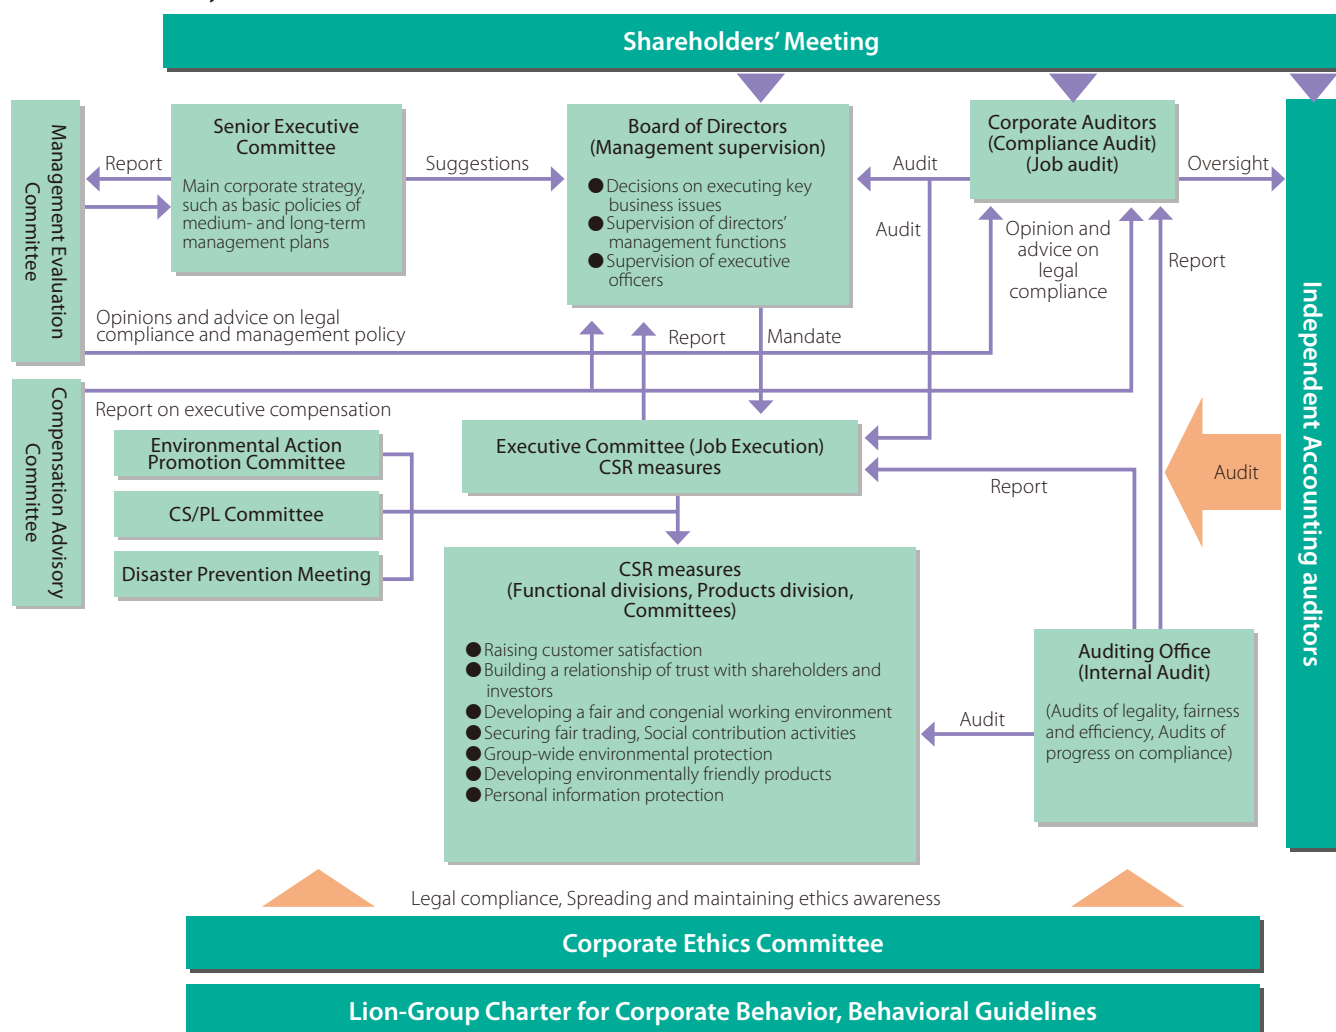 Shareholders’ Meeting
Management Evaluation
Committee
Report
Senior Executive
Committee
Main corporate strategy,
such as basic policies of
medium- and long-term
management plans
Suggestions
Board of Directors
(Management supervision)
● Decisions on executing key
business issues
● Supervision of directors’
management functions
● Supervision of executive
officers
Audit
Audit
Corporate Auditors
(Compliance Audit)
(Job audit)
Oversight
Opinion and
advice on
legal
compliance
Report
Independent Accounting auditors
Opinions and advice on legal
compliance and management policy
Report
Mandate
Compensation Advisory
Committee
Report on executive compensation
Environmental Action
Promotion Committee
CS/PL Committee
Disaster Prevention Meeting
Executive Committee (Job Execution)
CSR measures
Report
Audit
CSR measures
(Functional divisions, Products division,
Committees)
● Raising customer satisfaction
● Building a relationship of trust with shareholders and
investors
● Developing a fair and congenial working environment
● Securing fair trading, Social contribution activities
● Group-wide environmental protection
● Developing environmentally friendly products
● Personal information protection
Audit
Auditing Office
(Internal Audit)
(Audits of legality, fairness
and efficiency, Audits of
progress on compliance)
Legal compliance, Spreading and maintaining ethics awareness
Corporate Ethics Committee
Lion-Group Charter for Corporate Behavior, Behavioral Guidelines